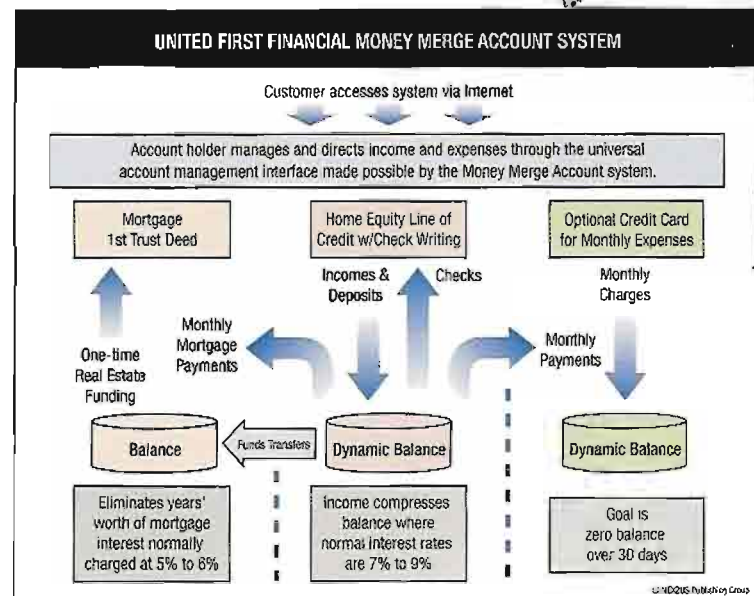 UNITED FIRST FINANCIAL MONEY MERGE ACCOUNT SYSTEM
Customer accesses system via Internet
Account holder manages and directs income and expenses through the universal
account management interface made possible by the Money Merge Account system.
Mortgage
1st Trust Deed
Home Equity Line of
Credit w/Check Writing
Optional Credit Card
for Monthly Expenses
Incomes &
Deposits
Checks
Monthly
Charges
One-time
Real Estate
Funding
Monthly
Mortgage
Payments
Monthly
Payments
Balance
Funds Transfers
Dynamic Balance
Dynamic Balance
Eliminates years'
worth of mortgage
interest normally
charged at 5% to 6%
Income compresses
balance where
normal interest rates
are 7% to 9%
Goal is
zero balance
over 30 days
Publishing Group